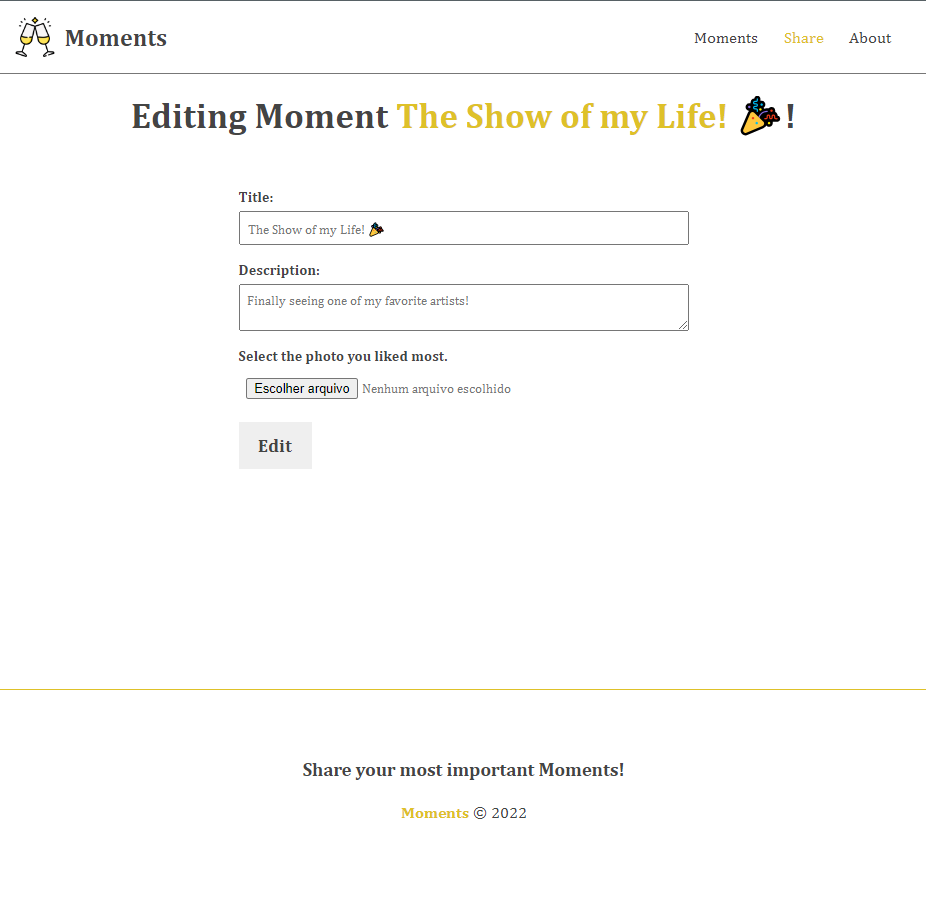 Moments
Moments Share About
Editing Moment The Show of my Life! 🎉!
Title:
The Show of my Life! 🎉
Description:
Finally seeing one of my favorite artists!
Select the photo you liked most.
Escolher arquivo Nenhum arquivo escolhido
Edit
Share your most important Moments!
Moments © 2022